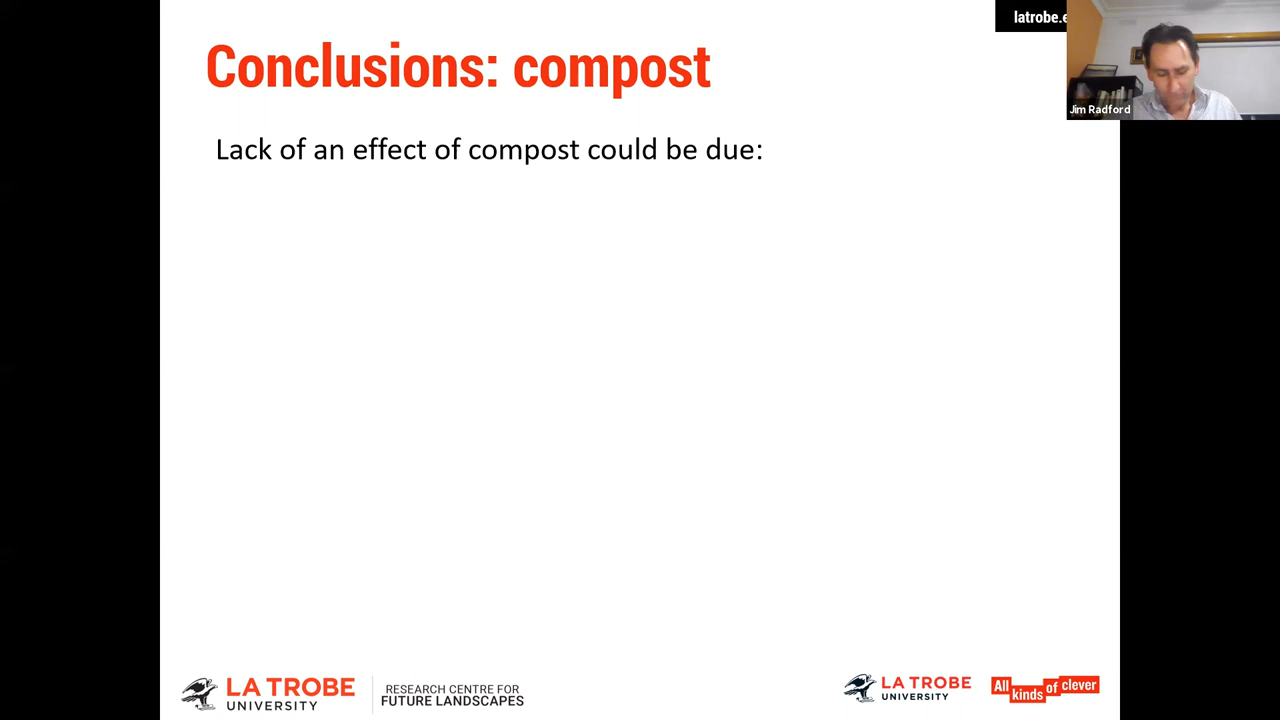 latrobe.e
Conclusions: compost
Jim Radford
Lack of an effect of compost could be due:
LA TROBE
UNIVERSITY
RESEARCH CENTRE FOR
FUTURE LANDSCAPES
LA TROBE
UNIVERSITY
All kinds of clever